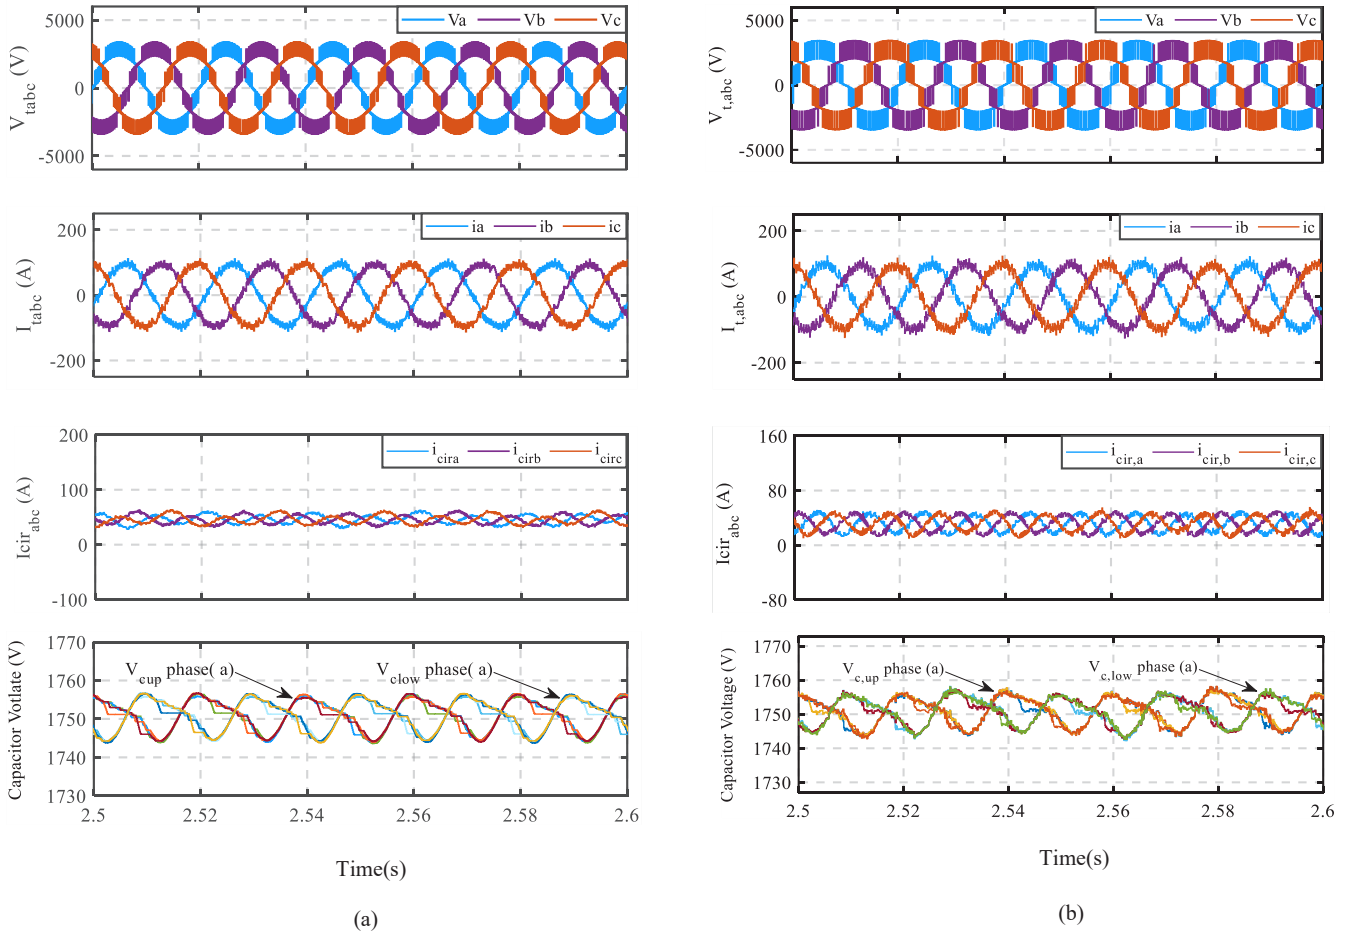 5000
0
-5000
V_tabc (V)
Va Vb Vc
200
0
-200
I_tabc (A)
ia ib ic
200
100
0
-100
Icir_abc (A)
i_cira i_cirb i_circ
1770
1760
1750
1740
1730
Capacitor Votlate (V)
V_cup phase( a)
V_clow phase( a)
2.5 2.52 2.54 2.56 2.58 2.6
Time(s)
(a)
5000
0
-5000
V_t,abc (V)
Va Vb Vc
200
0
-200
I_t,abc (A)
ia ib ic
160
80
0
-80
Icir_abc (A)
i_cir,a i_cir,b i_cir,c
1770
1760
1750
1740
1730
Capacitor Voltage (V)
V_c,up phase (a)
V_c,low phase (a)
2.5 2.52 2.54 2.56 2.58 2.6
Time(s)
(b)